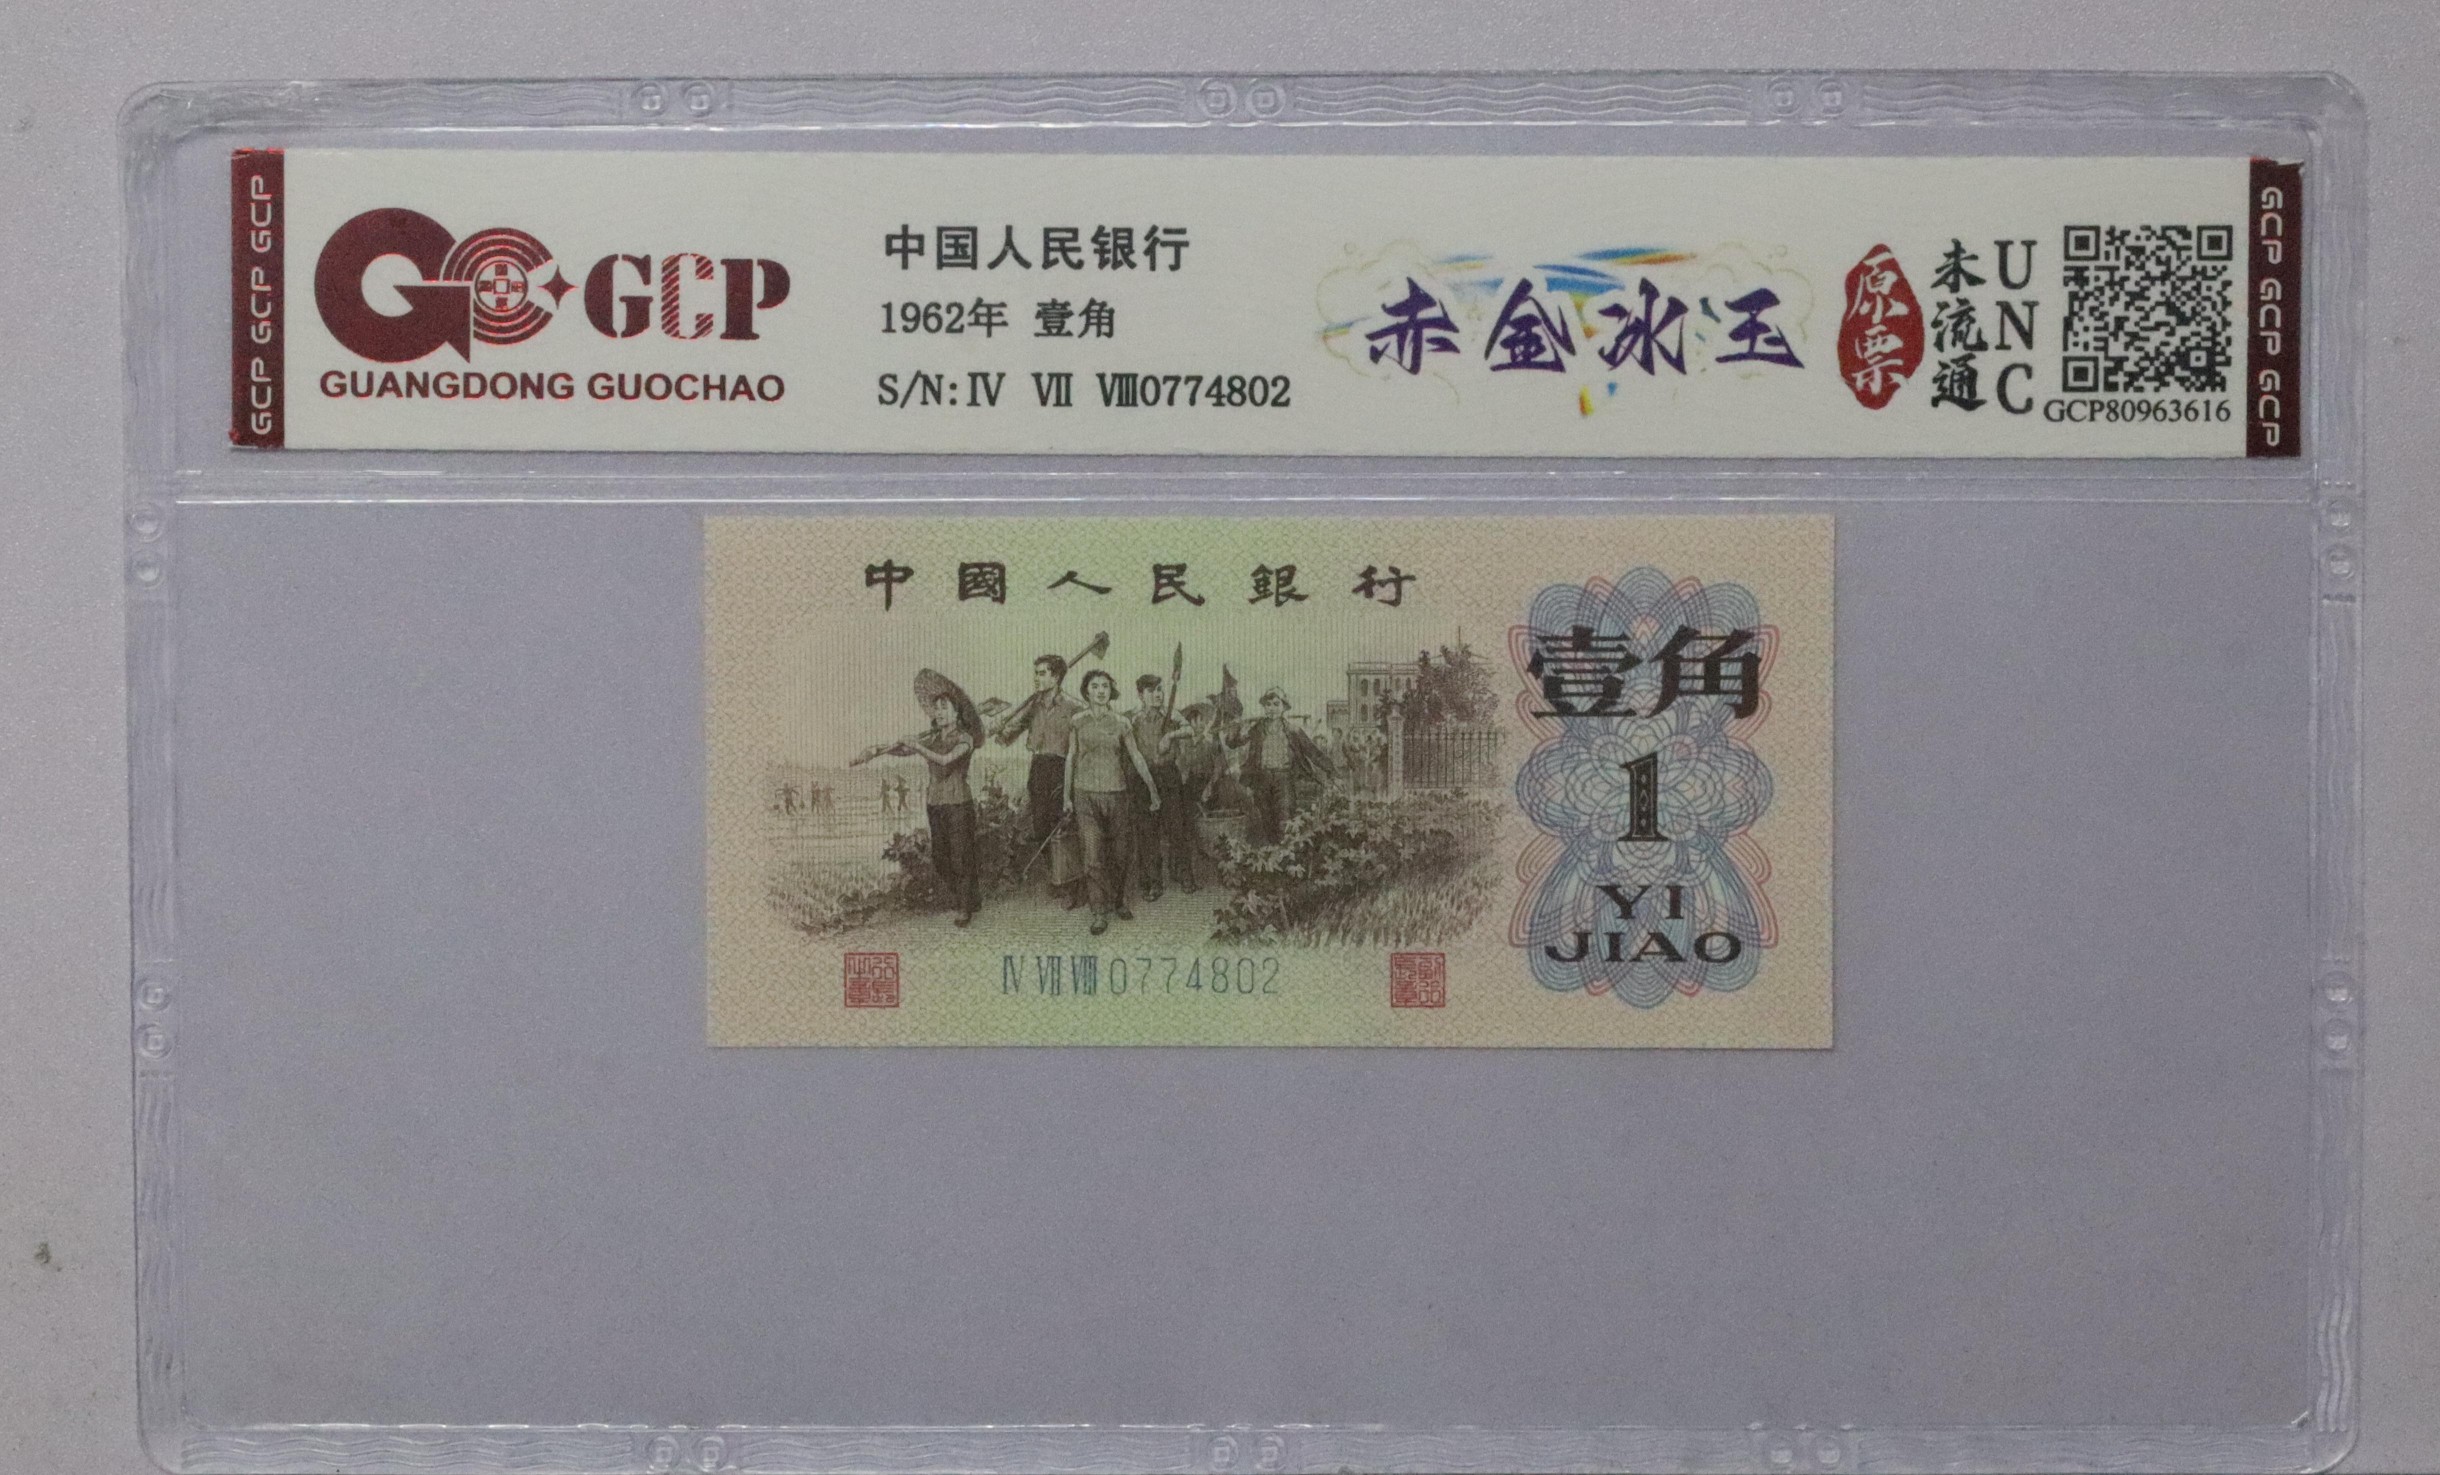 GCP GCP GCP
GCP
GUANGDONG GUOCHAO
中国人民银行
1962年 壹角
S/N: Ⅳ Ⅶ Ⅷ0774802
赤金冰玉
原票
未流通
UNC
GCP80963616
GCP GCP GCP
中國人民銀行
壹角
1
YI
JIAO
Ⅳ Ⅶ Ⅷ 0774802